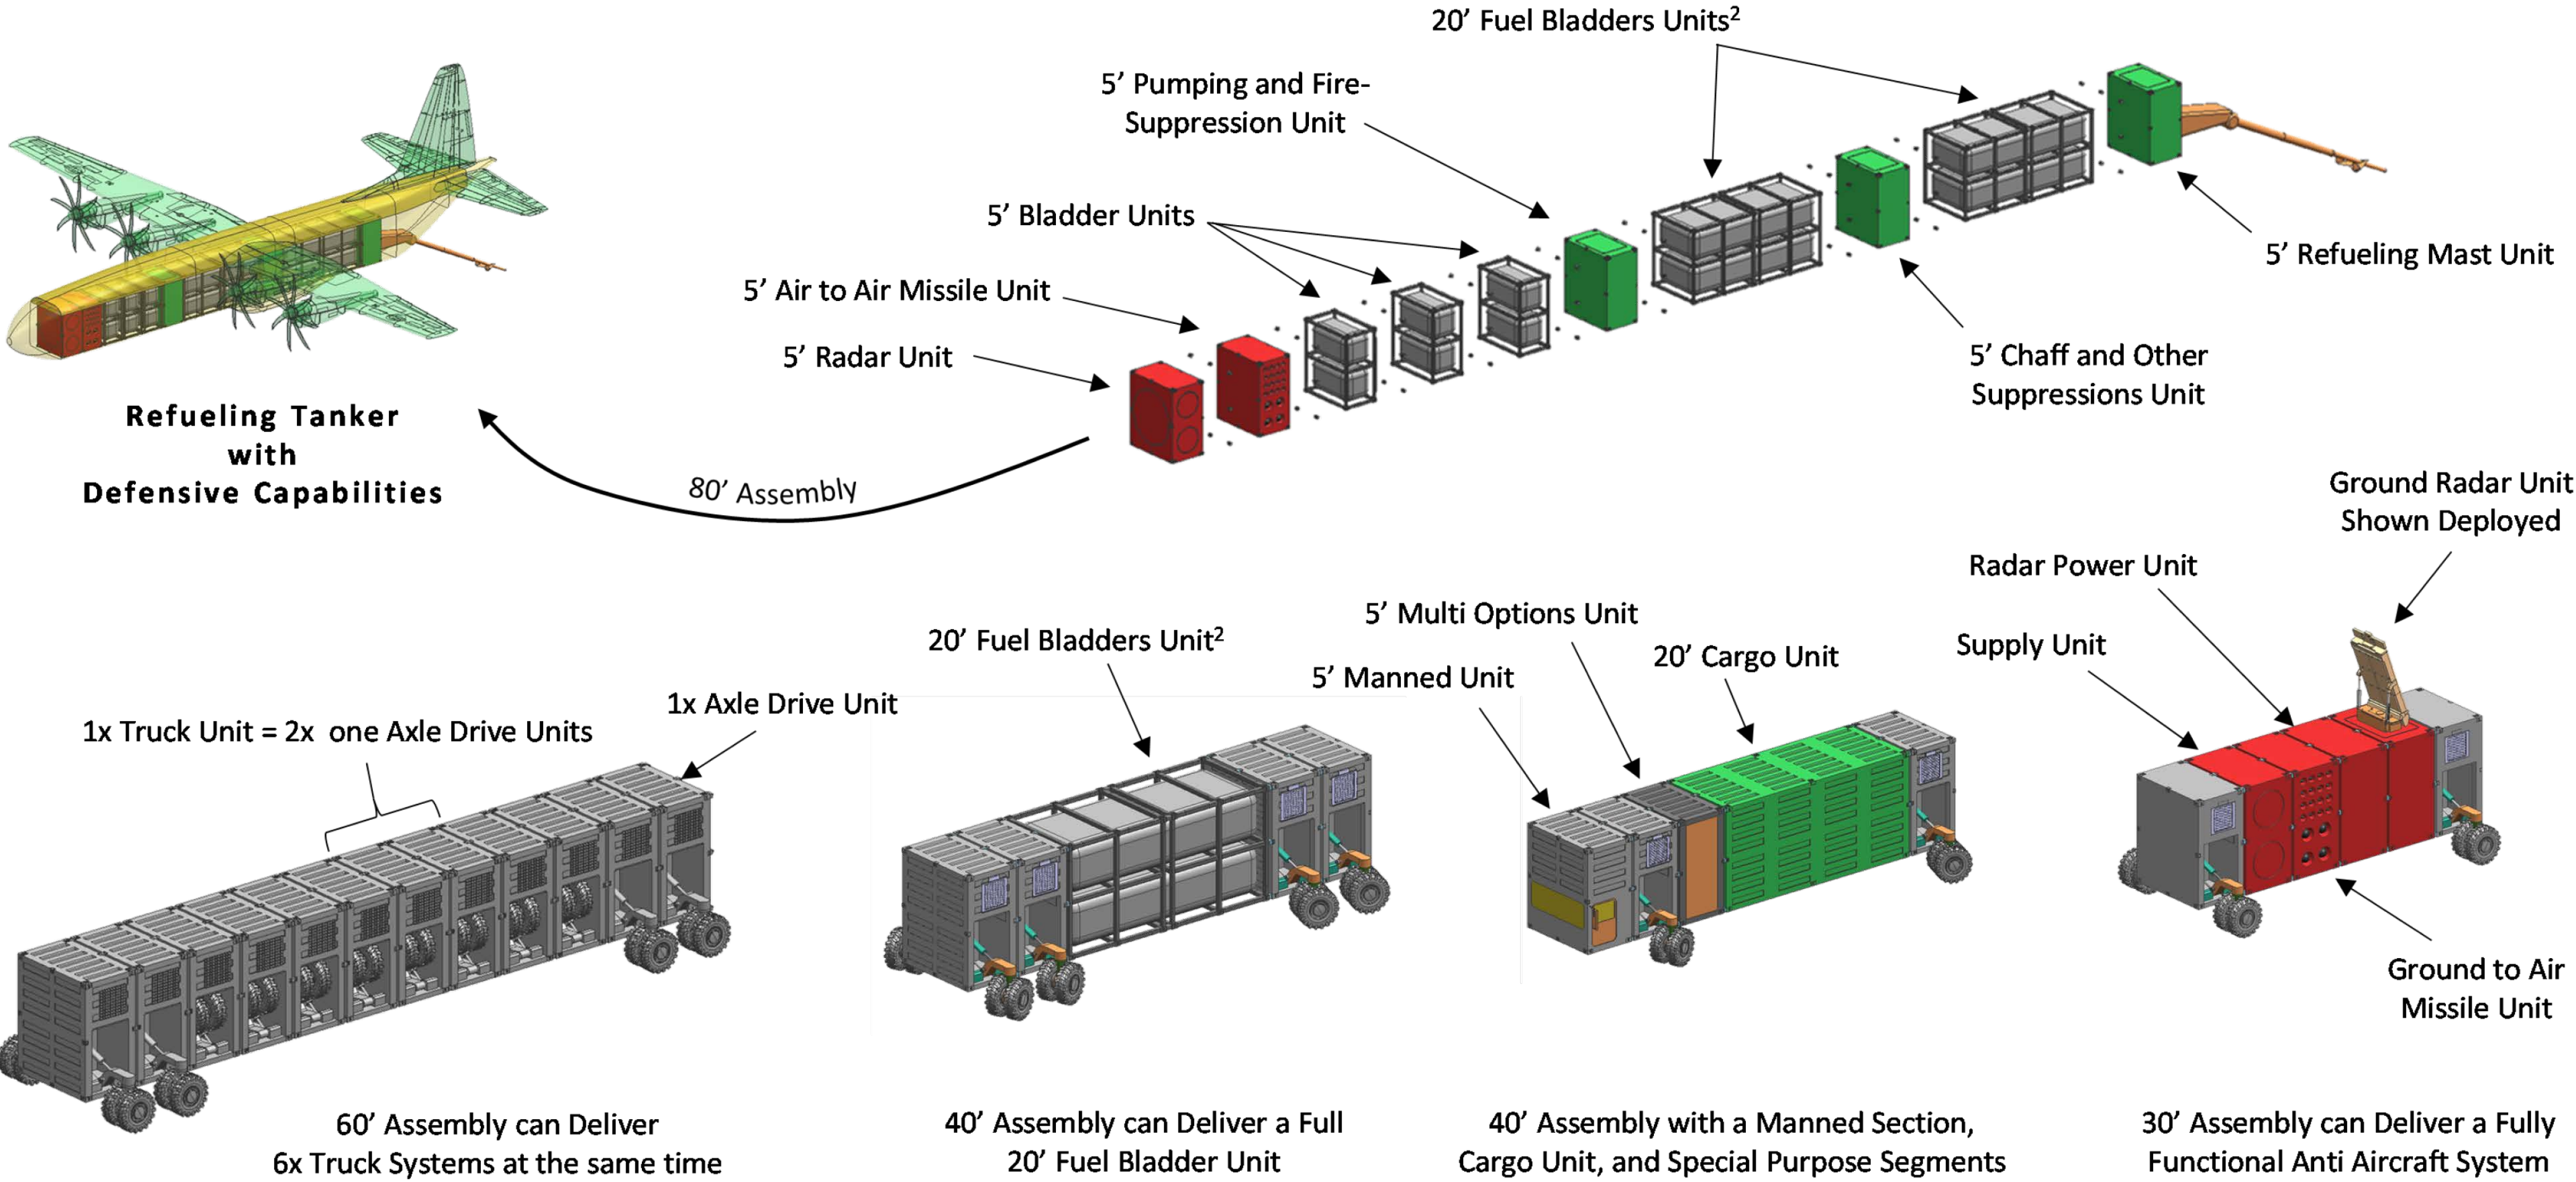 20’ Fuel Bladders Units²
5’ Pumping and Fire-
Suppression Unit
5’ Bladder Units
5’ Air to Air Missile Unit
5’ Radar Unit
5’ Refueling Mast Unit
5’ Chaff and Other
Suppressions Unit
Refueling Tanker
with
Defensive Capabilities
80’ Assembly
Ground Radar Unit
Shown Deployed
Radar Power Unit
Supply Unit
5’ Multi Options Unit
20’ Cargo Unit
5’ Manned Unit
20’ Fuel Bladders Unit²
1x Axle Drive Unit
1x Truck Unit = 2x one Axle Drive Units
Ground to Air
Missile Unit
60’ Assembly can Deliver
6x Truck Systems at the same time
40’ Assembly can Deliver a Full
20’ Fuel Bladder Unit
40’ Assembly with a Manned Section,
Cargo Unit, and Special Purpose Segments
30’ Assembly can Deliver a Fully
Functional Anti Aircraft System